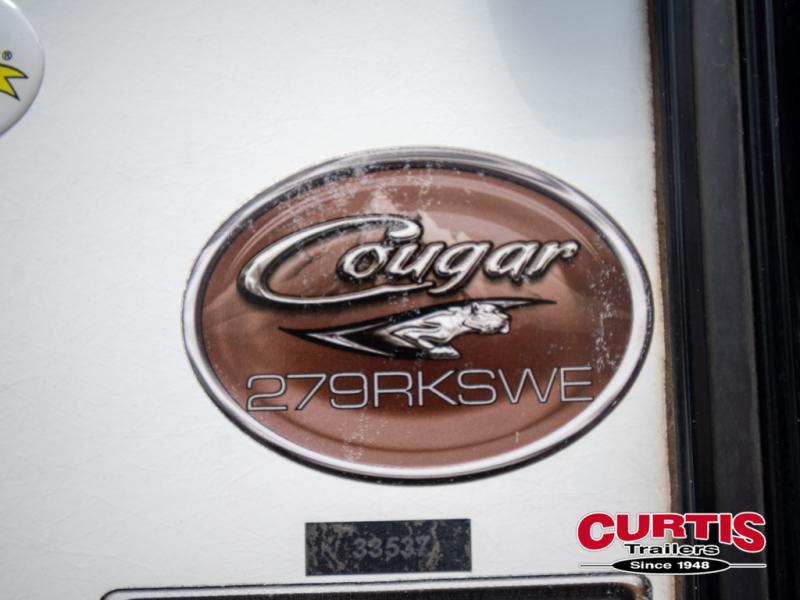 ®
Cougar
279RKSWE
33537
CURTIS
Trailers
Since 1948